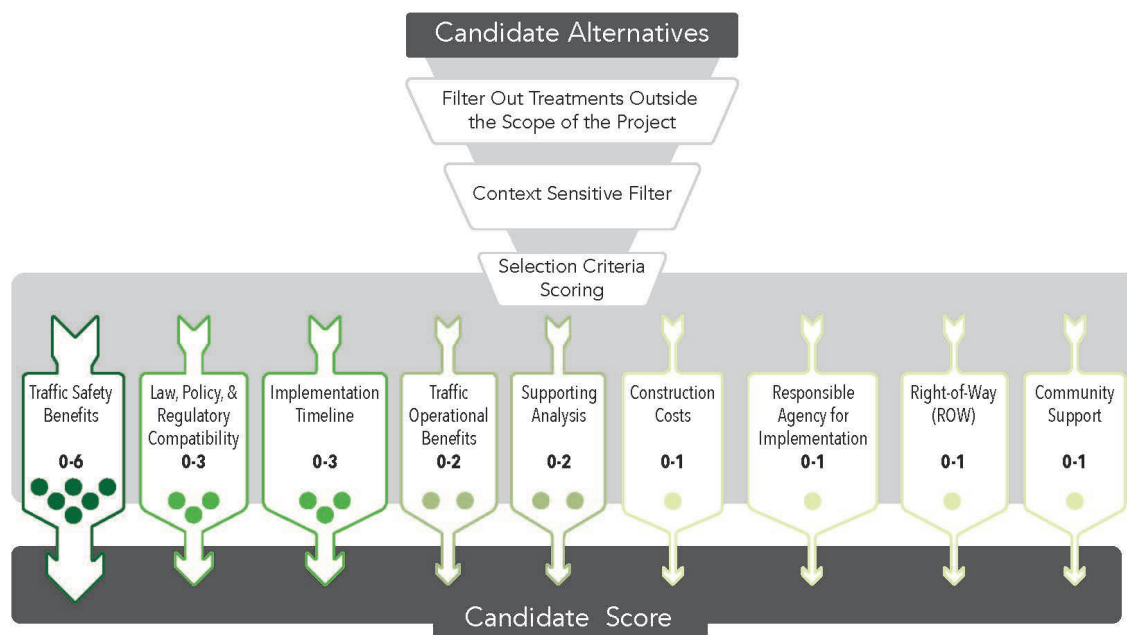 Candidate Alternatives
Filter Out Treatments Outside
the Scope of the Project
Context Sensitive Filter
Selection Criteria
Scoring
Traffic Safety
Benefits
0-6
Law, Policy, &
Regulatory
Compatibility
0-3
Implementation
Timeline
0-3
Traffic
Operational
Benefits
0-2
Supporting
Analysis
0-2
Construction
Costs
0-1
Responsible
Agency for
Implementation
0-1
Right-of-Way
(ROW)
0-1
Community
Support
0-1
Candidate Score